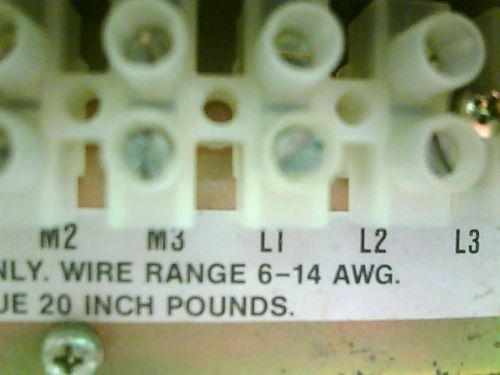 M2 M3 L1 L2 L3
NLY. WIRE RANGE 6-14 AWG.
UE 20 INCH POUNDS.